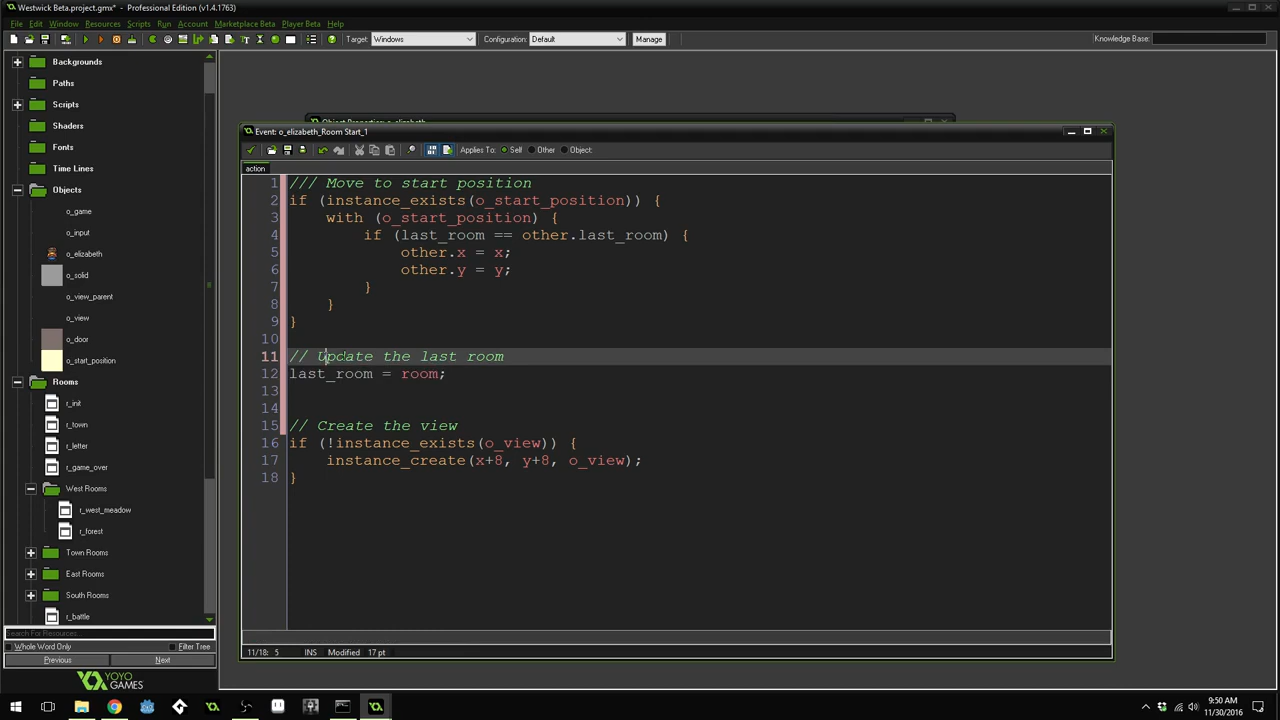 Westwick Beta.project.gmx* - Professional Edition (v1.4.1763)
File Edit Window Resources Scripts Run Account Marketplace Beta Player Beta Help
Target: Windows Configuration: Default Manage Knowledge Base:
Backgrounds
Paths
Scripts
Shaders
Fonts
Time Lines
Objects
o_game
o_input
o_elizabeth
o_solid
o_view_parent
o_view
o_door
o_start_position
Rooms
r_init
r_town
r_letter
r_game_over
West Rooms
r_west_meadow
r_forest
Town Rooms
East Rooms
South Rooms
r_battle
Search For Resources...
Whole Word Only Filter Tree
Previous Next
YOYO
GAMES
Object Properties: o_elizabeth
Event: o_elizabeth_Room Start_1
Applies To: Self Other Object:
action
1 /// Move to start position
2 if (instance_exists(o_start_position)) {
3 with (o_start_position) {
4 if (last_room == other.last_room) {
5 other.x = x;
6 other.y = y;
7 }
8 }
9 }
10
11 // Update the last room
12 last_room = room;
13
14
15 // Create the view
16 if (!instance_exists(o_view)) {
17 instance_create(x+8, y+8, o_view);
18 }
11/18: 5 INS Modified 17 pt
9:50 AM
11/30/2016